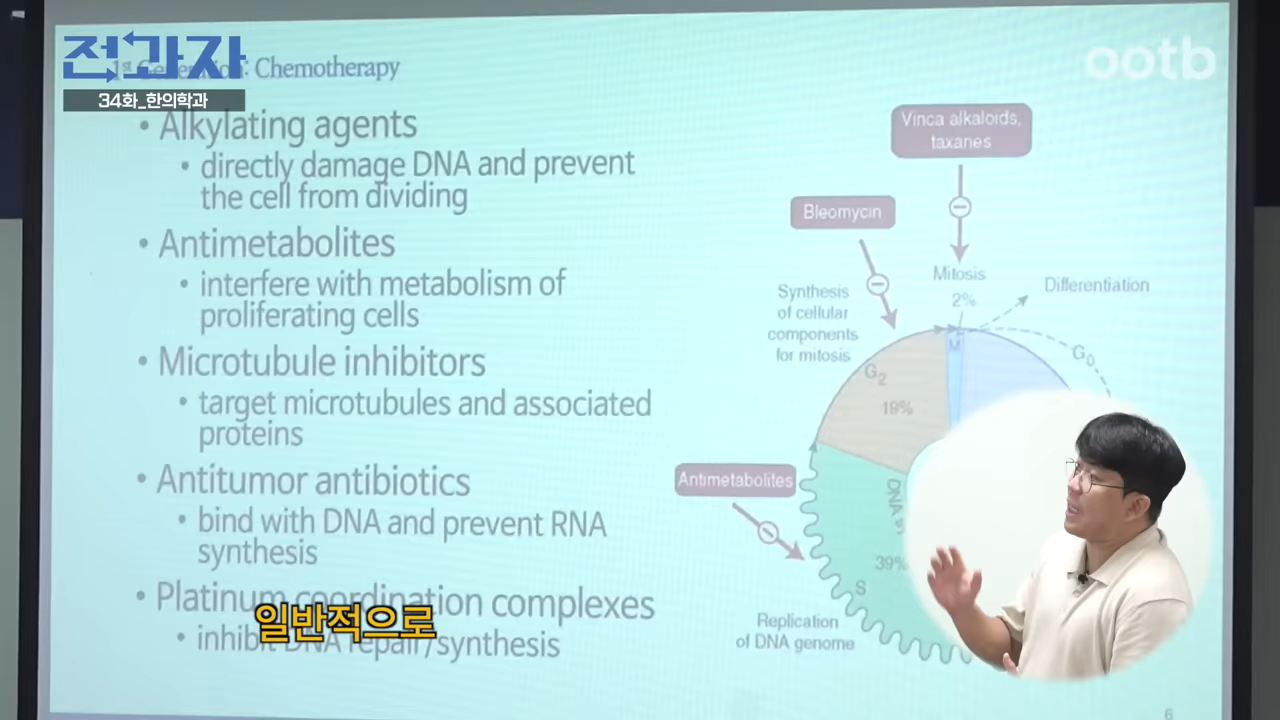 전과자
ootb
34화_한의학과
1st Generation: Chemotherapy
• Alkylating agents
• directly damage DNA and prevent
the cell from dividing
• Antimetabolites
• interfere with metabolism of
proliferating cells
• Microtubule inhibitors
• target microtubules and associated
proteins
• Antitumor antibiotics
• bind with DNA and prevent RNA
synthesis
• Platinum coordination complexes
• inhibit DNA repair/synthesis
일반적으로
Vinca alkaloids,
taxanes
Bleomycin
Mitosis
2%
Differentiation
Synthesis
of cellular
components
for mitosis
M
G0
G2
19%
Antimetabolites
DNA
39%
S
Replication
of DNA genome
6